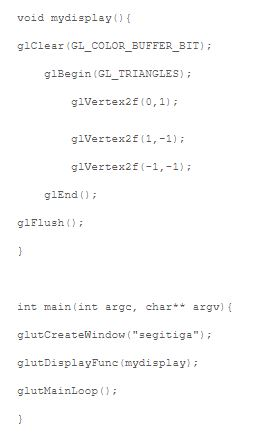 void mydisplay(){
glClear(GL_COLOR_BUFFER_BIT);
glBegin(GL_TRIANGLES);
glVertex2f(0,1);
glVertex2f(1,-1);
glVertex2f(-1,-1);
glEnd();
glFlush();
}
int main(int argc, char** argv){
glutCreateWindow("segitiga");
glutDisplayFunc(mydisplay);
glutMainLoop();
}